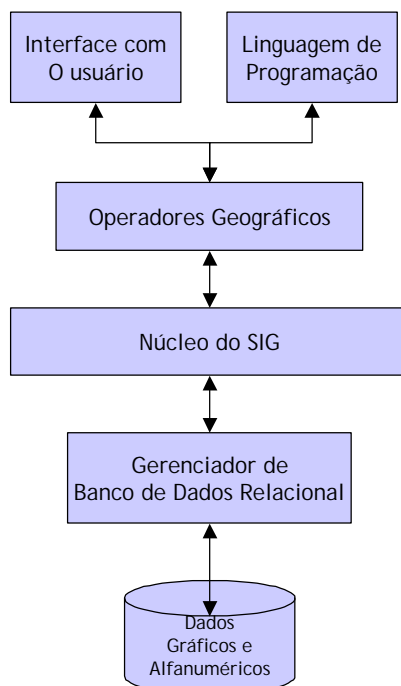 Interface com
O usuário
Linguagem de
Programação
Operadores Geográficos
Núcleo do SIG
Gerenciador de
Banco de Dados Relacional
Dados
Gráficos e
Alfanuméricos